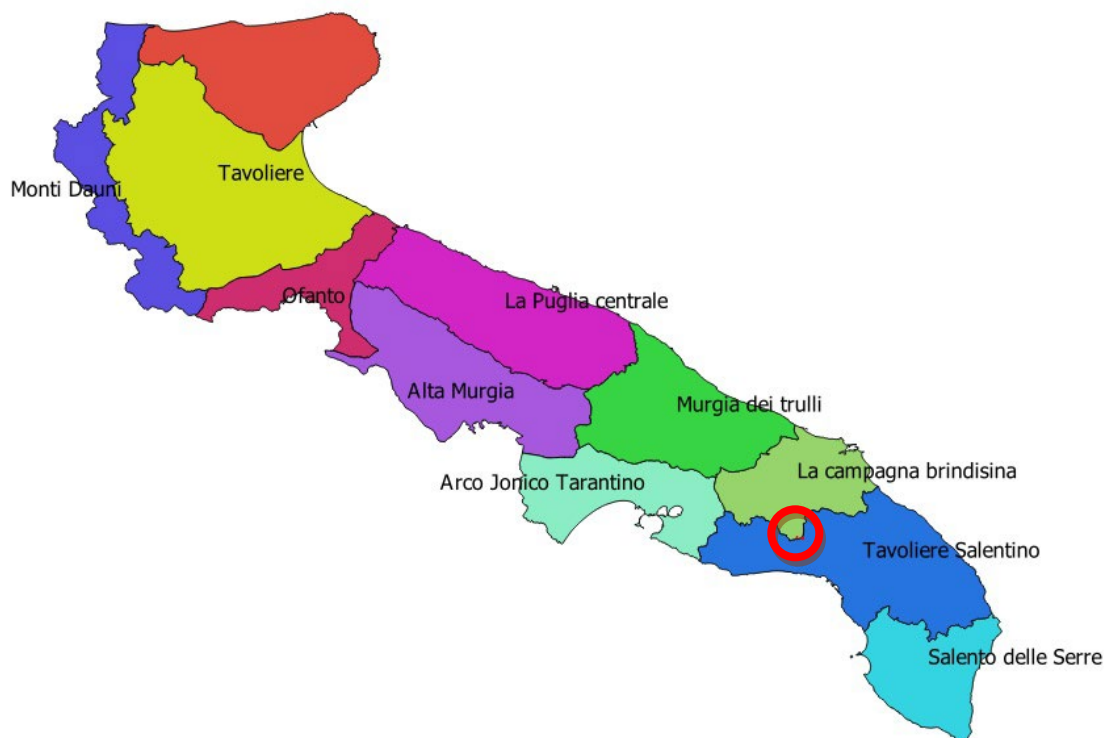 Tavoliere
Monti Dauni
Ofanto
La Puglia centrale
Alta Murgia
Murgia dei trulli
La campagna brindisina
Arco Jonico Tarantino
Tavoliere Salentino
Salento delle Serre